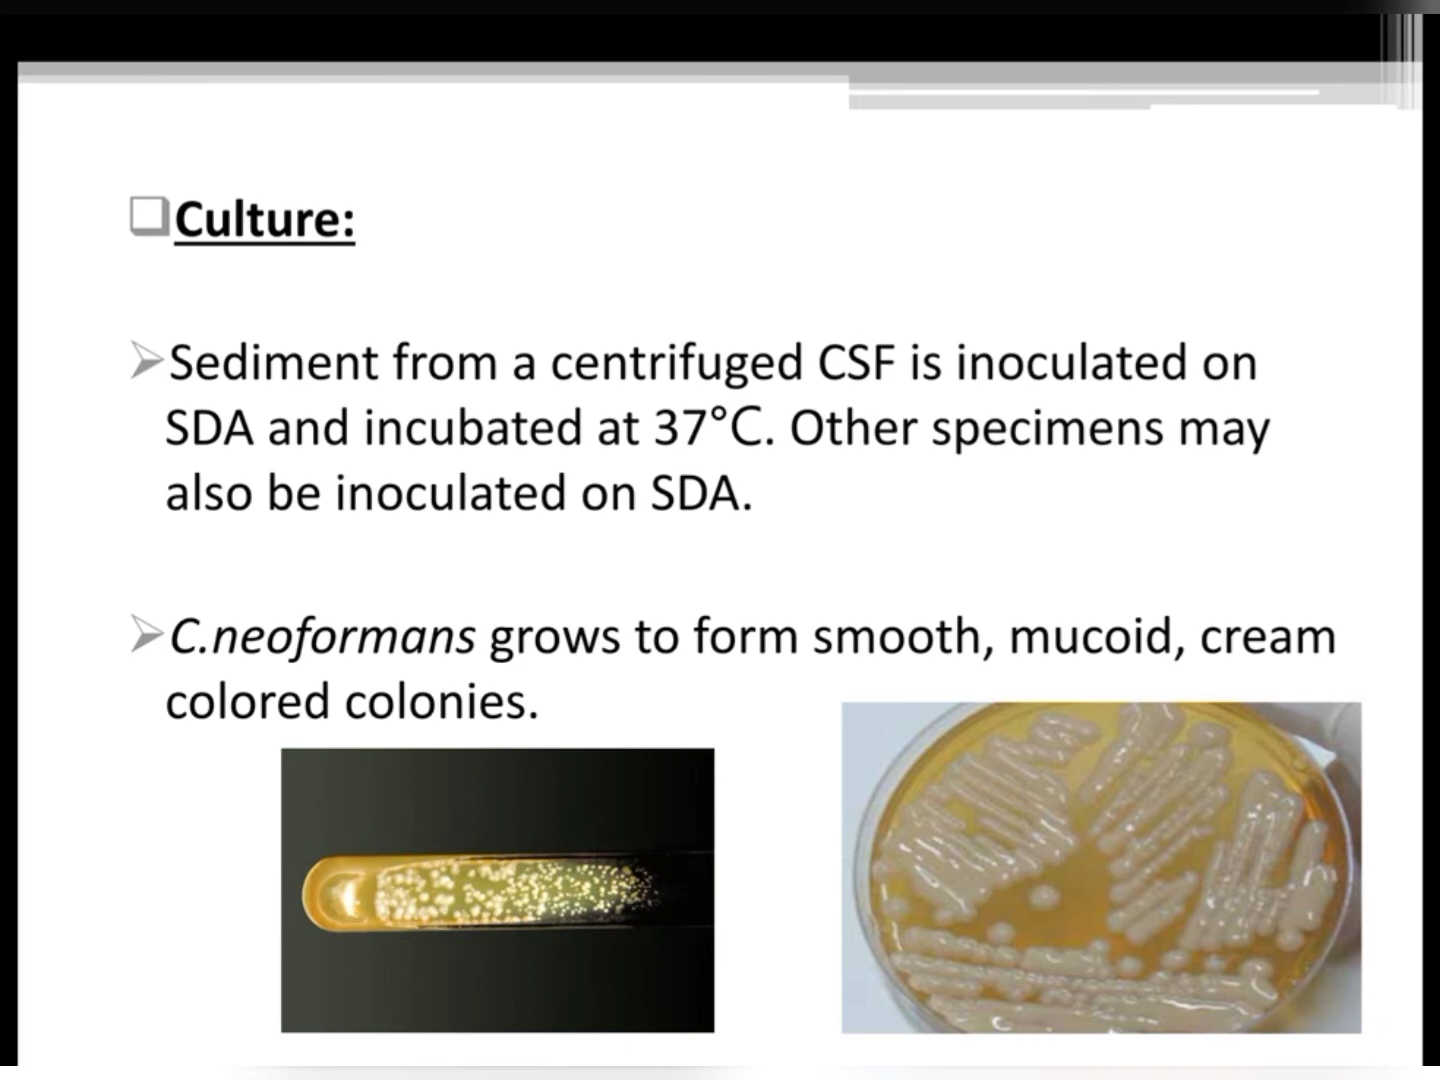 Culture:
Sediment from a centrifuged CSF is inoculated on
SDA and incubated at 37°C. Other specimens may
also be inoculated on SDA.
C.neoformans grows to form smooth, mucoid, cream
colored colonies.